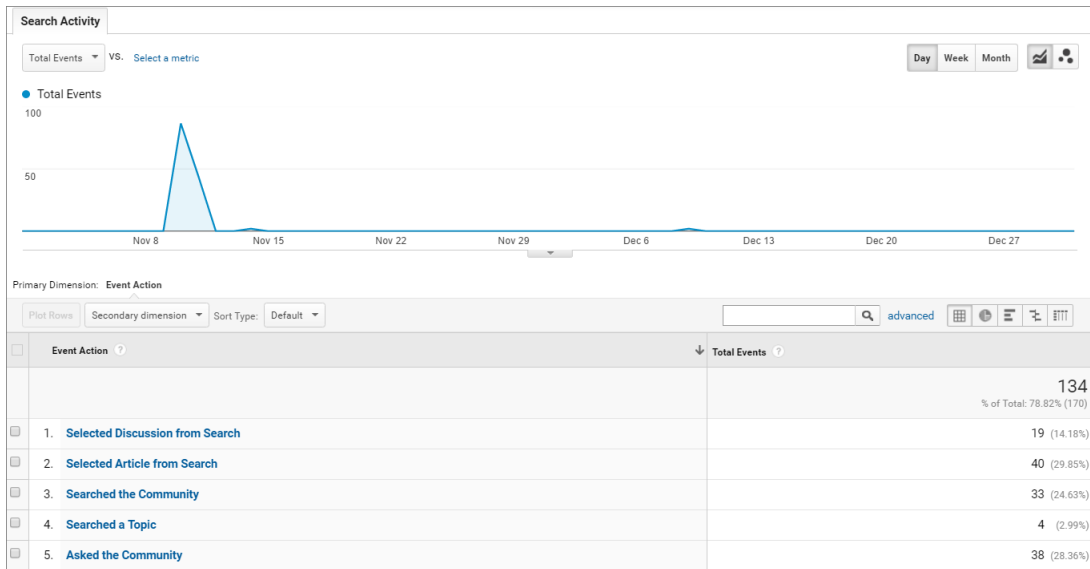 Search Activity
Total Events VS. Select a metric Day Week Month
Total Events
100
50
Nov 8 Nov 15 Nov 22 Nov 29 Dec 6 Dec 13 Dec 20 Dec 27
Primary Dimension: Event Action
Plot Rows Secondary dimension Sort Type: Default advanced
Event Action ? Total Events ?
134
% of Total: 78.82% (170)
1. Selected Discussion from Search 19 (14.18%)
2. Selected Article from Search 40 (29.85%)
3. Searched the Community 33 (24.63%)
4. Searched a Topic 4 (2.99%)
5. Asked the Community 38 (28.36%)